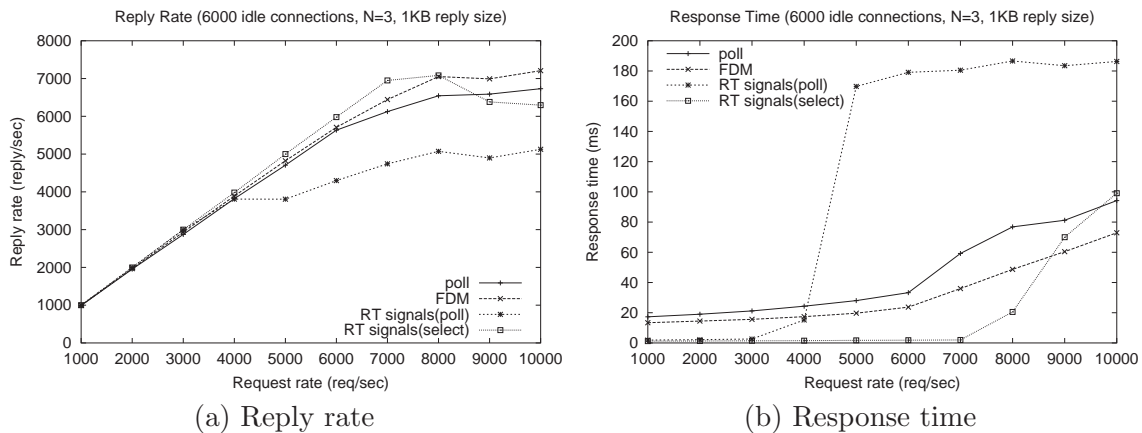 Reply Rate (6000 idle connections, N=3, 1KB reply size)
8000
7000
6000
5000
4000
3000
2000
1000
0
Reply rate (reply/sec)
poll
FDM
RT signals(poll)
RT signals(select)
1000 2000 3000 4000 5000 6000 7000 8000 9000 10000
Request rate (req/sec)
(a) Reply rate
Response Time (6000 idle connections, N=3, 1KB reply size)
200
180
160
140
120
100
80
60
40
20
0
Response time (ms)
poll
FDM
RT signals(poll)
RT signals(select)
1000 2000 3000 4000 5000 6000 7000 8000 9000 10000
Request rate (req/sec)
(b) Response time